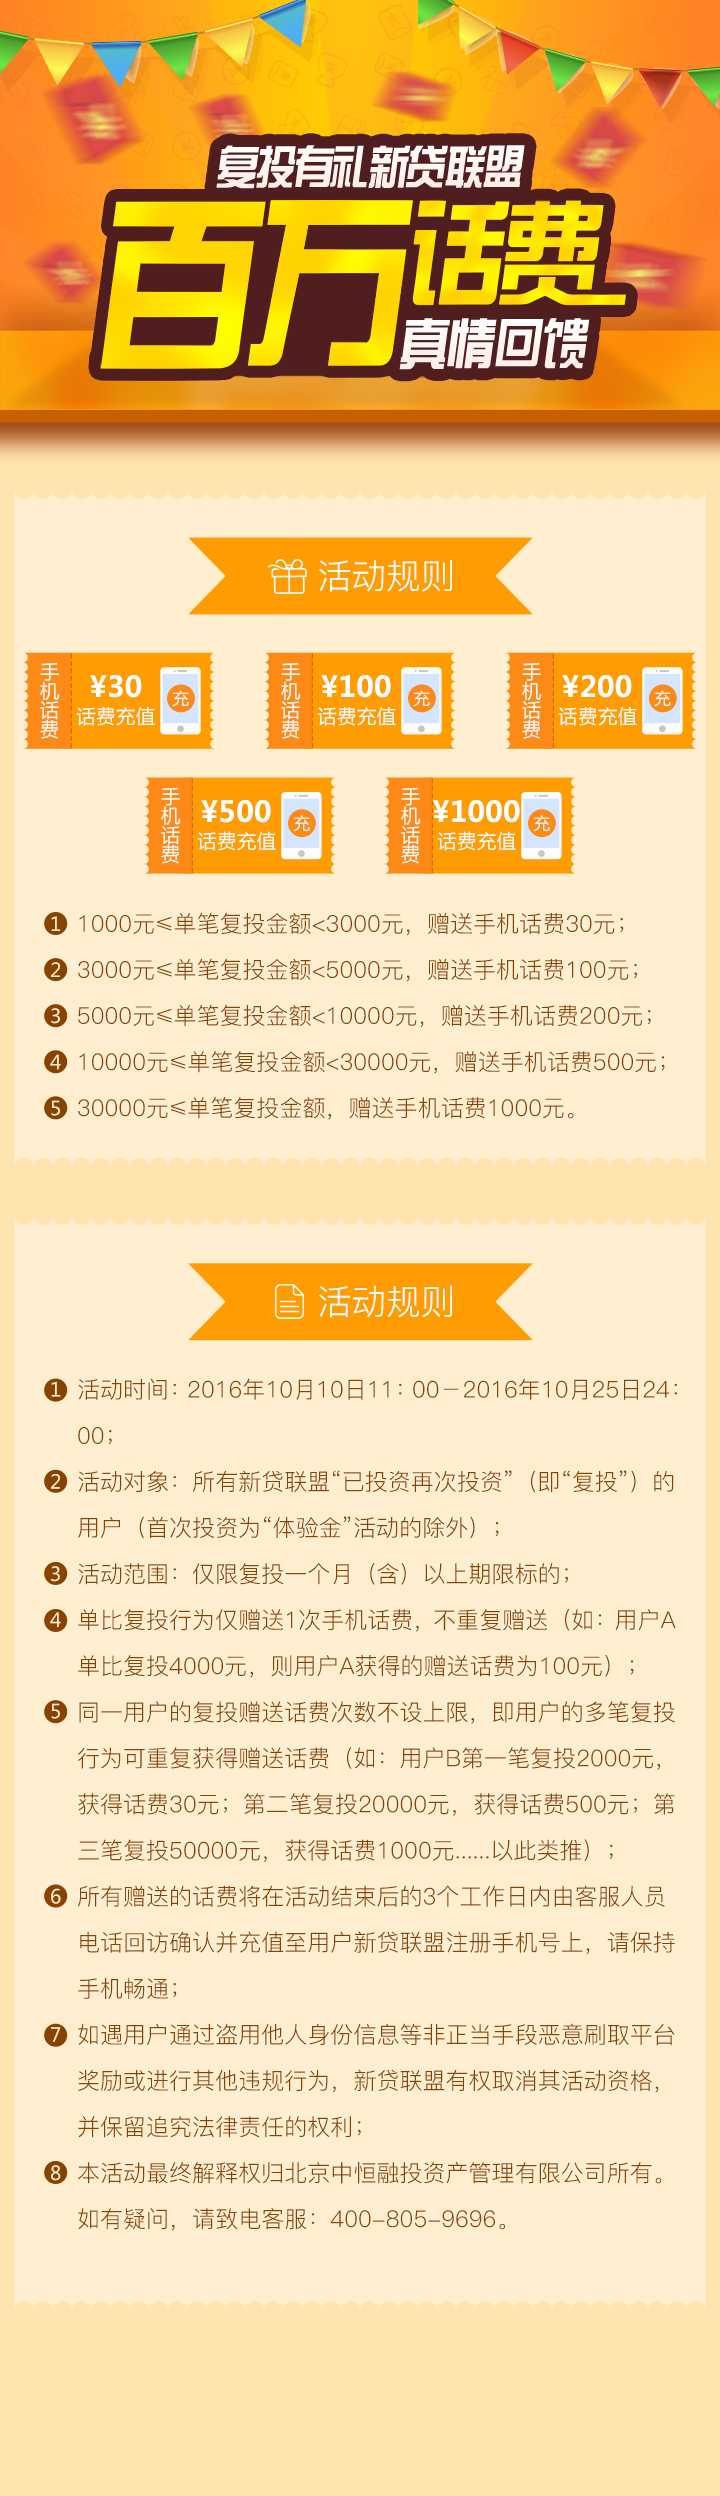 复投有礼新贷联盟
百万话费
真情回馈
活动规则
手机话费
¥30
话费充值
充
手机话费
¥100
话费充值
充
手机话费
¥200
话费充值
充
手机话费
¥500
话费充值
充
手机话费
¥1000
话费充值
充
1 1000元≤单笔复投金额<3000元，赠送手机话费30元；
2 3000元≤单笔复投金额<5000元，赠送手机话费100元；
3 5000元≤单笔复投金额<10000元，赠送手机话费200元；
4 10000元≤单笔复投金额<30000元，赠送手机话费500元；
5 30000元≤单笔复投金额，赠送手机话费1000元。
活动规则
1 活动时间：2016年10月10日11：00－2016年10月25日24：
00；
2 活动对象：所有新贷联盟“已投资再次投资”（即“复投”）的
用户（首次投资为“体验金”活动的除外）；
3 活动范围：仅限复投一个月（含）以上期限标的；
4 单比复投行为仅赠送1次手机话费，不重复赠送（如：用户A
单比复投4000元，则用户A获得的赠送话费为100元）；
5 同一用户的复投赠送话费次数不设上限，即用户的多笔复投
行为可重复获得赠送话费（如：用户B第一笔复投2000元，
获得话费30元；第二笔复投20000元，获得话费500元；第
三笔复投50000元，获得话费1000元......以此类推）；
6 所有赠送的话费将在活动结束后的3个工作日内由客服人员
电话回访确认并充值至用户新贷联盟注册手机号上，请保持
手机畅通；
7 如遇用户通过盗用他人身份信息等非正当手段恶意刷取平台
奖励或进行其他违规行为，新贷联盟有权取消其活动资格，
并保留追究法律责任的权利；
8 本活动最终解释权归北京中恒融投资产管理有限公司所有。
如有疑问，请致电客服：400-805-9696。